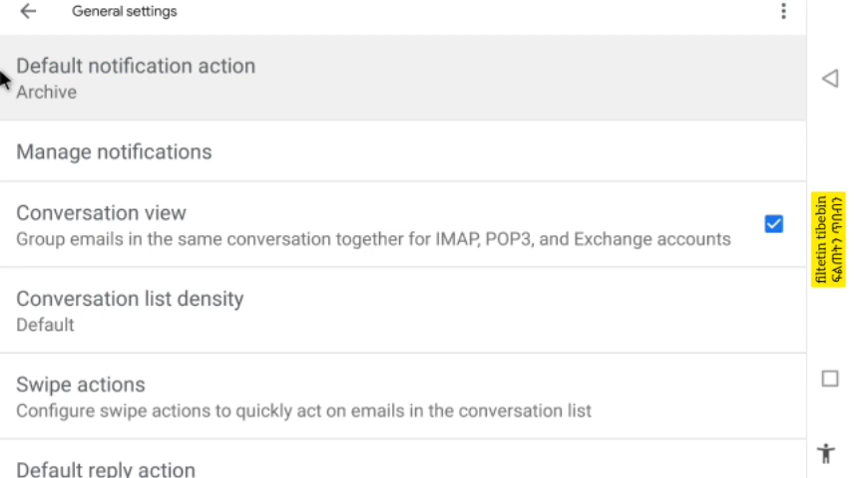 General settings
Default notification action
Archive
Manage notifications
Conversation view
Group emails in the same conversation together for IMAP, POP3, and Exchange accounts
Conversation list density
Default
Swipe actions
Configure swipe actions to quickly act on emails in the conversation list
Default reply action
filtetin tibebin
ፍልጠትን ጥበብን